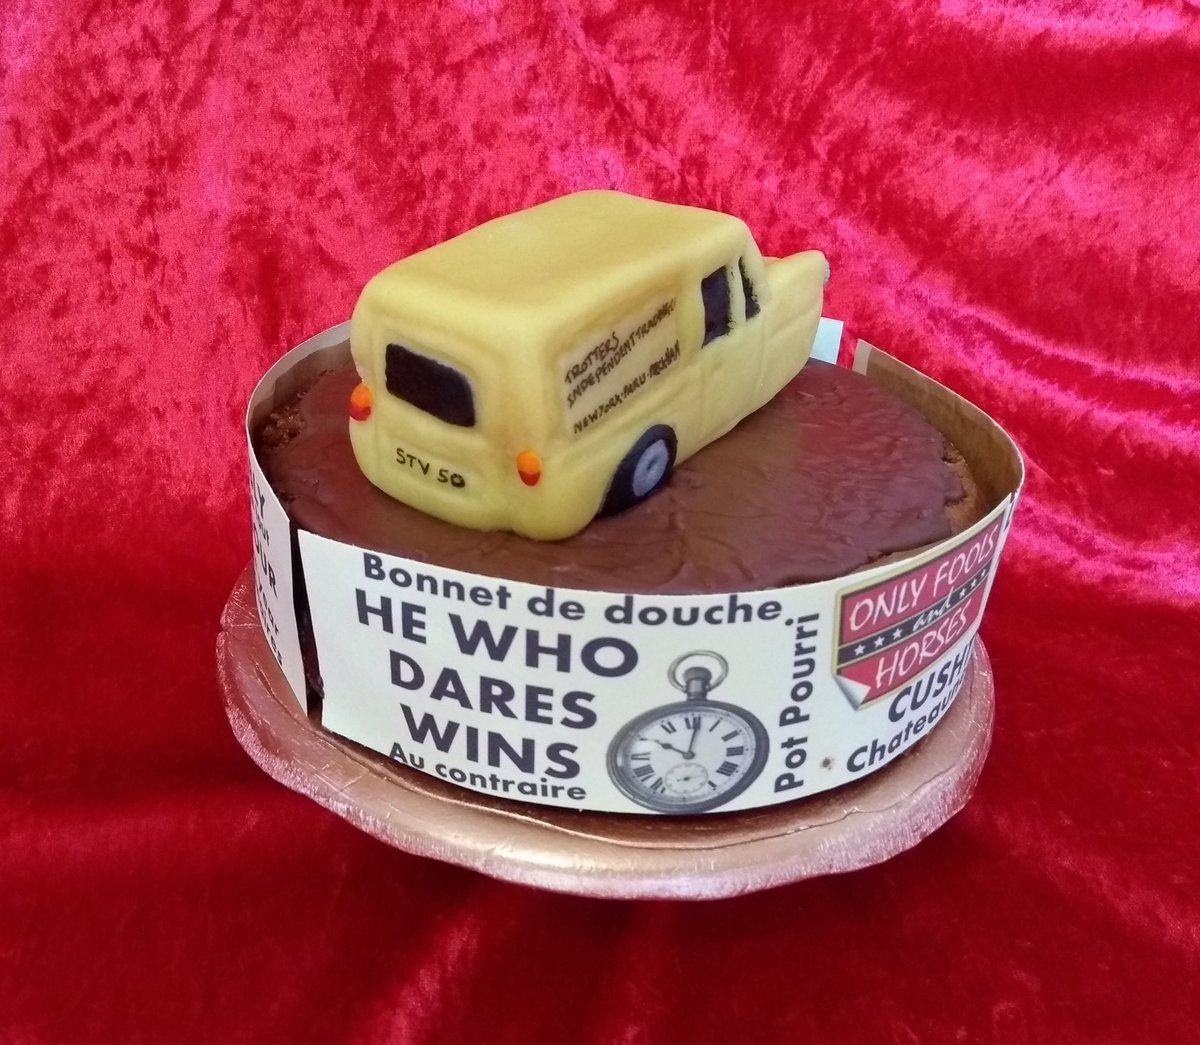 TROTTERS
INDEPENDENT TRADING
NEW YORK-PARIS-PECKHAM
STV 50
Bonnet de douche
HE WHO
DARES
WINS
Au contraire
Pot Pourri
ONLY FOOLS
and
HORSES
CUSH
Chateau